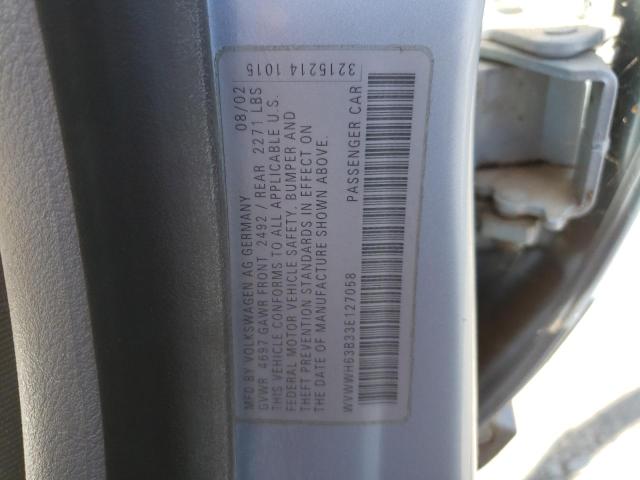 3215214 1015
MFD BY VOLKSWAGEN AG GERMANY 08/02
GVWR 4697 GAWR FRONT 2492 / REAR 2271 LBS
THIS VEHICLE CONFORMS TO ALL APPLICABLE U.S.
FEDERAL MOTOR VEHICLE SAFETY, BUMPER AND
THEFT PREVENTION STANDARDS IN EFFECT ON
THE DATE OF MANUFACTURE SHOWN ABOVE.
WVWWH63B33E127058 PASSENGER CAR